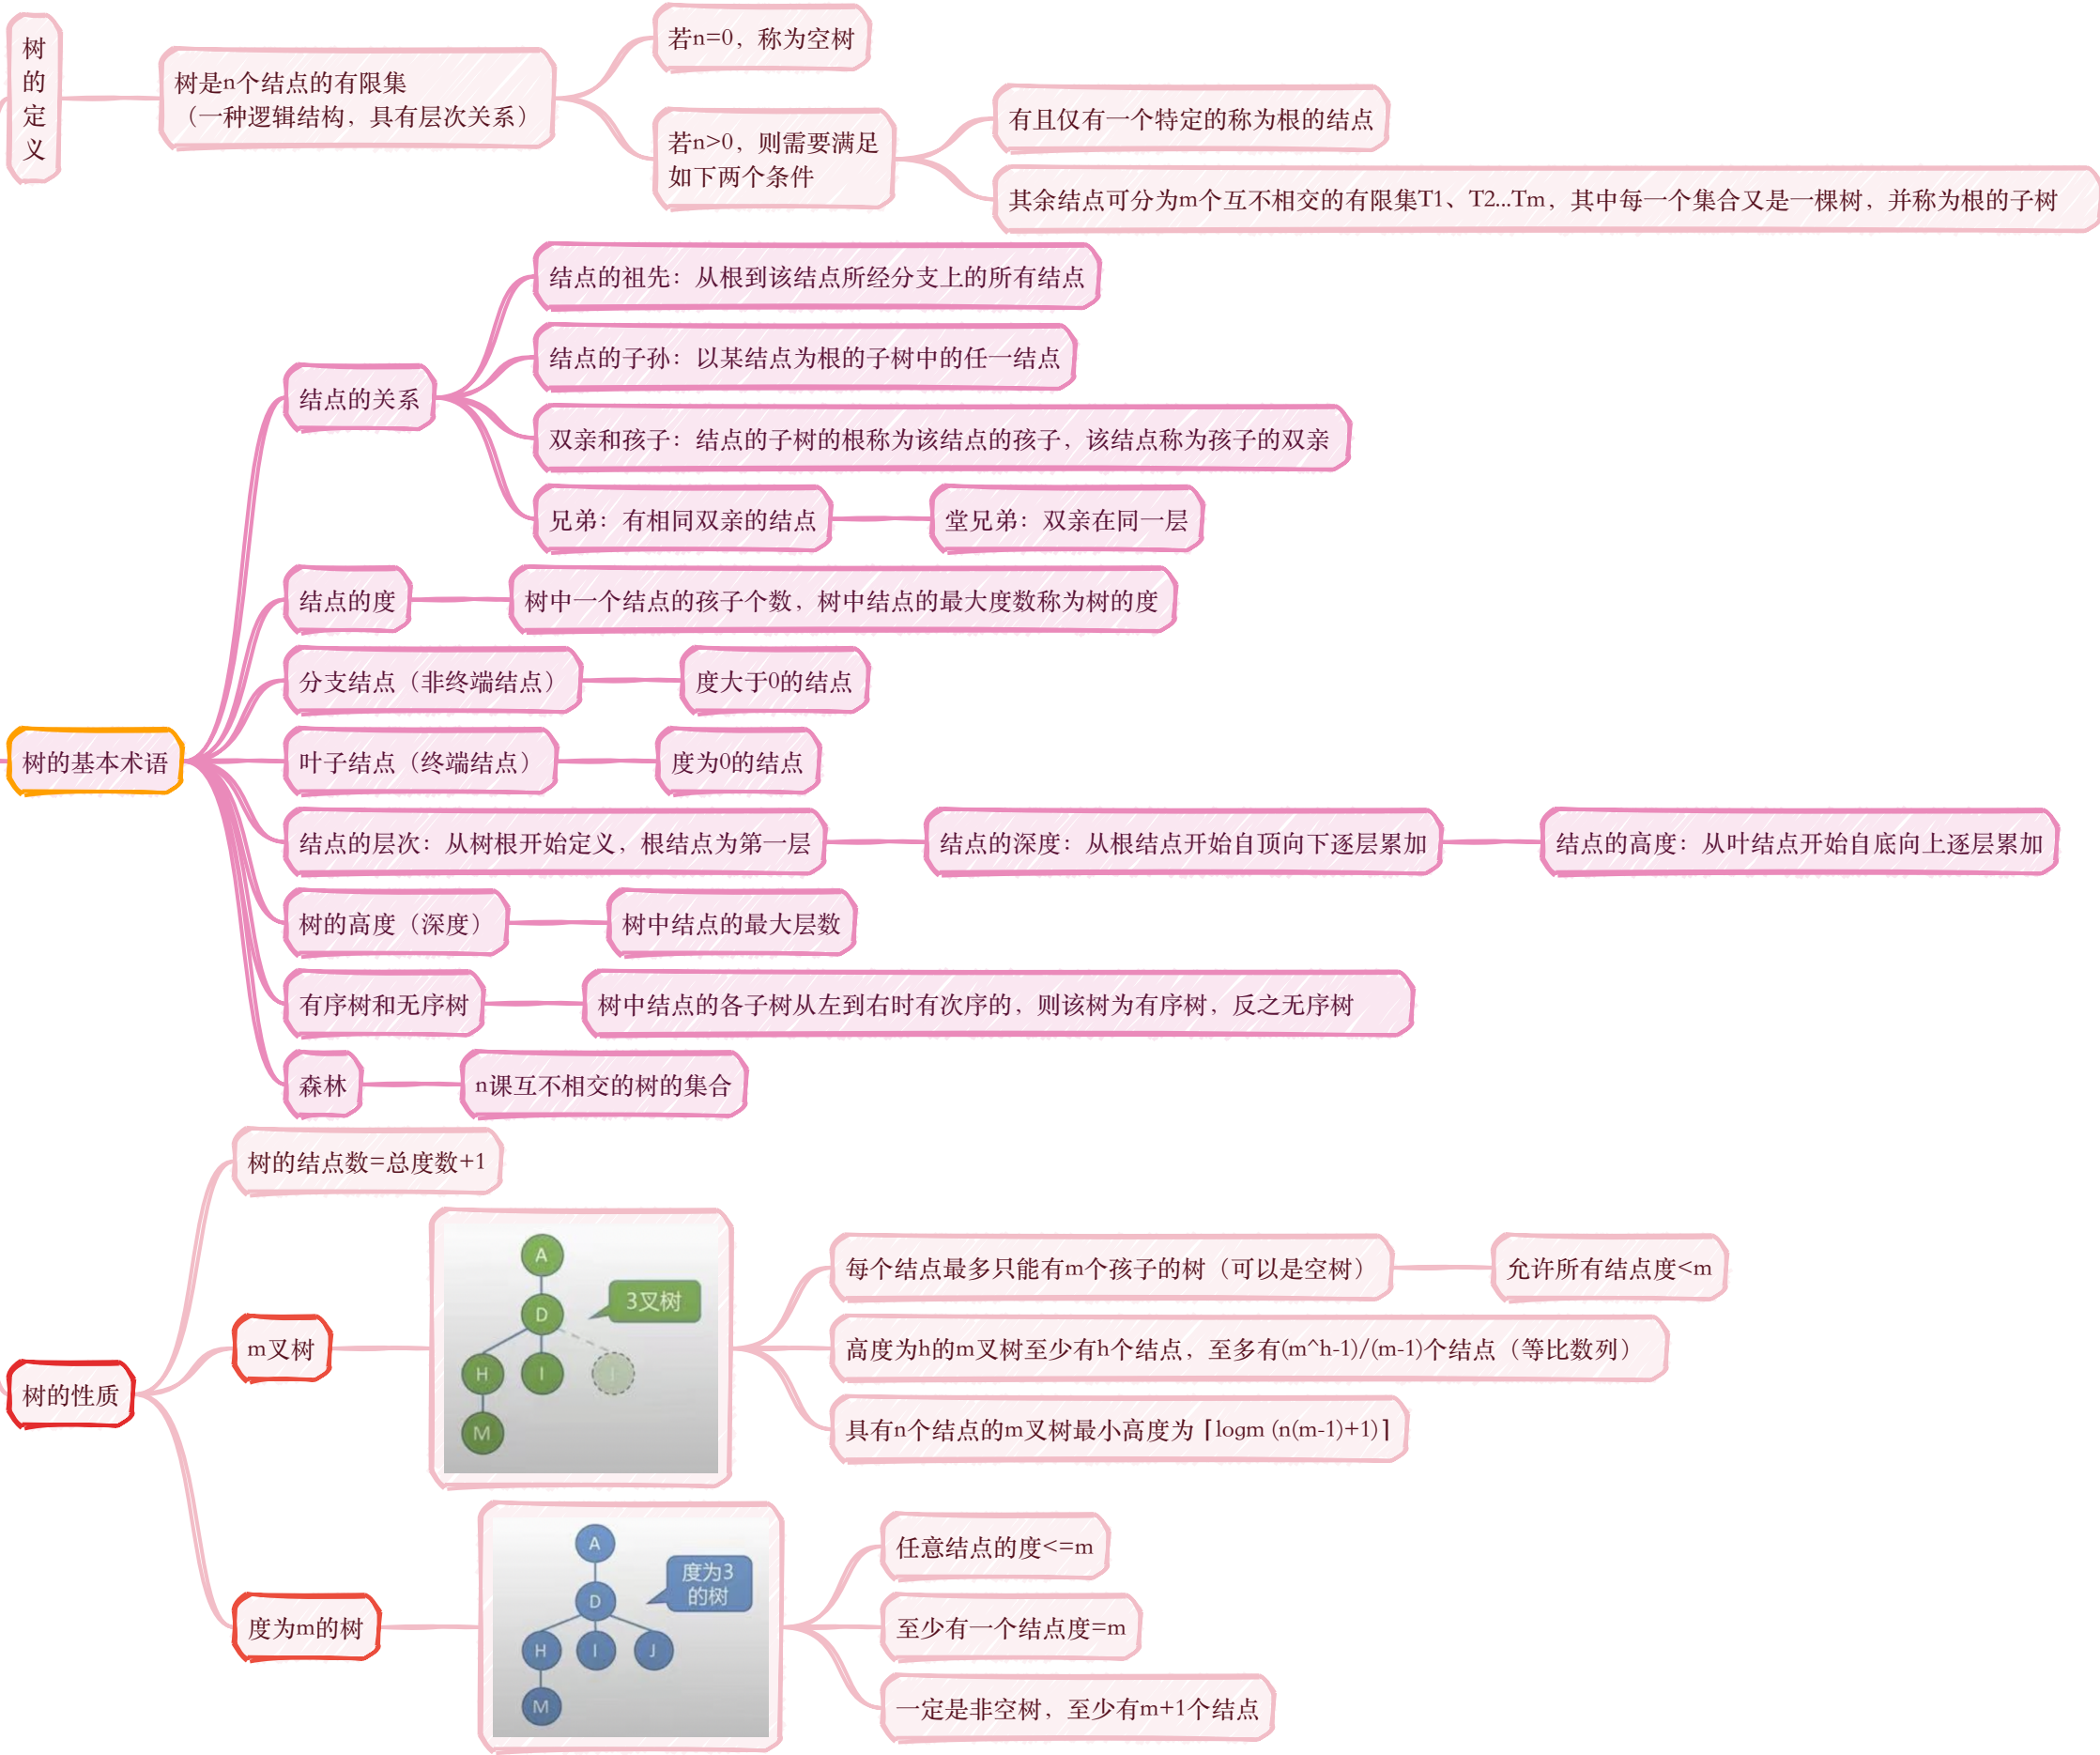 树
的
定
义
树是n个结点的有限集
（一种逻辑结构，具有层次关系）
若n=0，称为空树
若n>0，则需要满足
如下两个条件
有且仅有一个特定的称为根的结点
其余结点可分为m个互不相交的有限集T1、T2...Tm，其中每一个集合又是一棵树，并称为根的子树
树的基本术语
结点的关系
结点的祖先：从根到该结点所经分支上的所有结点
结点的子孙：以某结点为根的子树中的任一结点
双亲和孩子：结点的子树的根称为该结点的孩子，该结点称为孩子的双亲
兄弟：有相同双亲的结点
堂兄弟：双亲在同一层
结点的度
树中一个结点的孩子个数，树中结点的最大度数称为树的度
分支结点（非终端结点）
度大于0的结点
叶子结点（终端结点）
度为0的结点
结点的层次：从树根开始定义，根结点为第一层
结点的深度：从根结点开始自顶向下逐层累加
结点的高度：从叶结点开始自底向上逐层累加
树的高度（深度）
树中结点的最大层数
有序树和无序树
树中结点的各子树从左到右时有次序的，则该树为有序树，反之无序树
森林
n课互不相交的树的集合
树的性质
树的结点数=总度数+1
m叉树
A
D
3叉树
H
I
M
每个结点最多只能有m个孩子的树（可以是空树）
允许所有结点度<m
高度为h的m叉树至少有h个结点，至多有(m^h-1)/(m-1)个结点（等比数列）
具有n个结点的m叉树最小高度为⌈logm (n(m-1)+1)⌉
度为m的树
A
度为3
的树
D
H
I
J
M
任意结点的度<=m
至少有一个结点度=m
一定是非空树，至少有m+1个结点